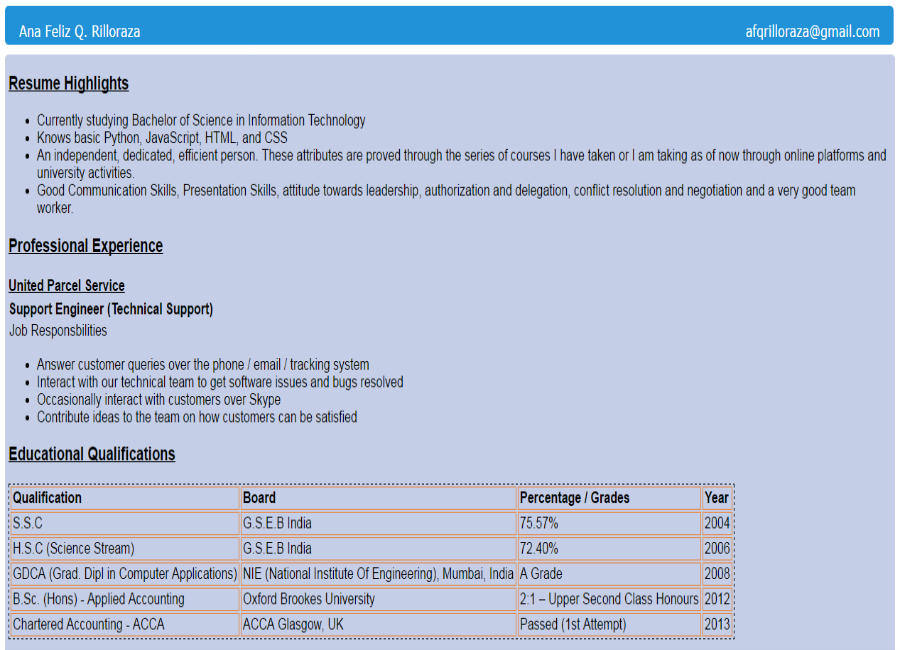 Ana Feliz Q. Rilloraza afqrilloraza@gmail.com
Resume Highlights
Currently studying Bachelor of Science in Information Technology
Knows basic Python, JavaScript, HTML, and CSS
An independent, dedicated, efficient person. These attributes are proved through the series of courses I have taken or I am taking as of now through online platforms and
university activities.
Good Communication Skills, Presentation Skills, attitude towards leadership, authorization and delegation, conflict resolution and negotiation and a very good team
worker.
Professional Experience
United Parcel Service
Support Engineer (Technical Support)
Job Responsbilities
Answer customer queries over the phone / email / tracking system
Interact with our technical team to get software issues and bugs resolved
Occasionally interact with customers over Skype
Contribute ideas to the team on how customers can be satisfied
Educational Qualifications
Qualification Board Percentage / Grades Year
S.S.C G.S.E.B India 75.57% 2004
H.S.C (Science Stream) G.S.E.B India 72.40% 2006
GDCA (Grad. Dipl in Computer Applications) NIE (National Institute Of Engineering), Mumbai, India A Grade 2008
B.Sc. (Hons) - Applied Accounting Oxford Brookes University 2:1 – Upper Second Class Honours 2012
Chartered Accounting - ACCA ACCA Glasgow, UK Passed (1st Attempt) 2013